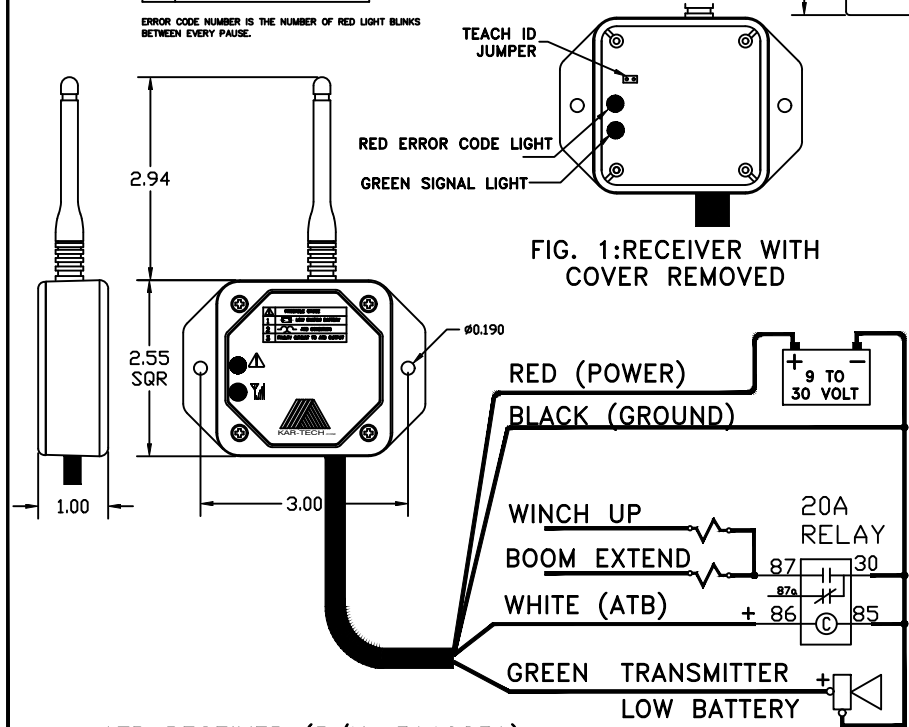 ERROR CODE NUMBER IS THE NUMBER OF RED LIGHT BLINKS
BETWEEN EVERY PAUSE.
TEACH ID
JUMPER
RED ERROR CODE LIGHT
GREEN SIGNAL LIGHT
FIG. 1:RECEIVER WITH
COVER REMOVED
2.94
2.55
SQR
1.00
3.00
ø0.190
1
2
3
KAR-TECH
RED (POWER)
BLACK (GROUND)
+ −
9 TO
30 VOLT
WINCH UP
BOOM EXTEND
WHITE (ATB)
20A
RELAY
87
30
87a
+ 86
C
85
GREEN TRANSMITTER
LOW BATTERY
+